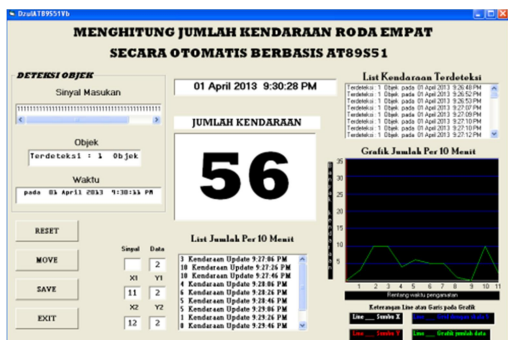 DzulAT89S51Vb
MENGHITUNG JUMLAH KENDARAAN RODA EMPAT
SECARA OTOMATIS BERBASIS AT89S51
DETEKSI OBJEK
Sinyal Masukan
Objek
Terdeteksi : 1 Objek
Waktu
pada 01 April 2013
RESET
MOVE
SAVE
EXIT
Sinyal Data
2
X1 Y1
11 2
X2 Y2
12 2
01 April 2013 9:30:28 PM
JUMLAH KENDARAAN
56
List Jumlah Per 10 Menit
3 Kendaraan Update 9:27:06 PM
10 Kendaraan Update 9:27:26 PM
10 Kendaraan Update 9:27:46 PM
4 Kendaraan Update 9:28:06 PM
6 Kendaraan Update 9:28:26 PM
5 Kendaraan Update 9:28:46 PM
5 Kendaraan Update 9:29:06 PM
1 Kendaraan Update 9:29:26 PM
0 Kendaraan Update 9:29:46 PM
List Kendaraan Terdeteksi
Terdeteksi : 1 Objek pada 01 April 2013 9:26:48 PM
Terdeteksi : 1 Objek pada 01 April 2013 9:26:52 PM
Terdeteksi : 1 Objek pada 01 April 2013 9:26:53 PM
Terdeteksi : 1 Objek pada 01 April 2013 9:27:07 PM
Terdeteksi : 1 Objek pada 01 April 2013 9:27:09 PM
Terdeteksi : 1 Objek pada 01 April 2013 9:27:10 PM
Terdeteksi : 1 Objek pada 01 April 2013 9:27:10 PM
Terdeteksi : 1 Objek pada 01 April 2013 9:27:12 PM
Grafik Jumlah Per 10 Menit
35
30
25
20
15
10
5
1 2 3 4 5 6 7 8 9 10 11
Rentang waktu pengamatan
Keterangan Line atau Garis pada Grafik
Line ___ Sumbu X
Line ___ Sumbu Y
Line ___ Grafik jumlah data